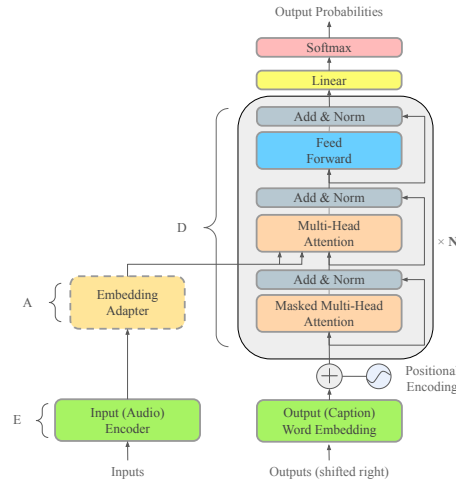 Output Probabilities
Softmax
Linear
Add & Norm
Feed
Forward
D
Add & Norm
Multi-Head
Attention
× N
Add & Norm
A
Embedding
Adapter
Masked Multi-Head
Attention
Positional
Encoding
E
Input (Audio)
Encoder
Output (Caption)
Word Embedding
Inputs
Outputs (shifted right)